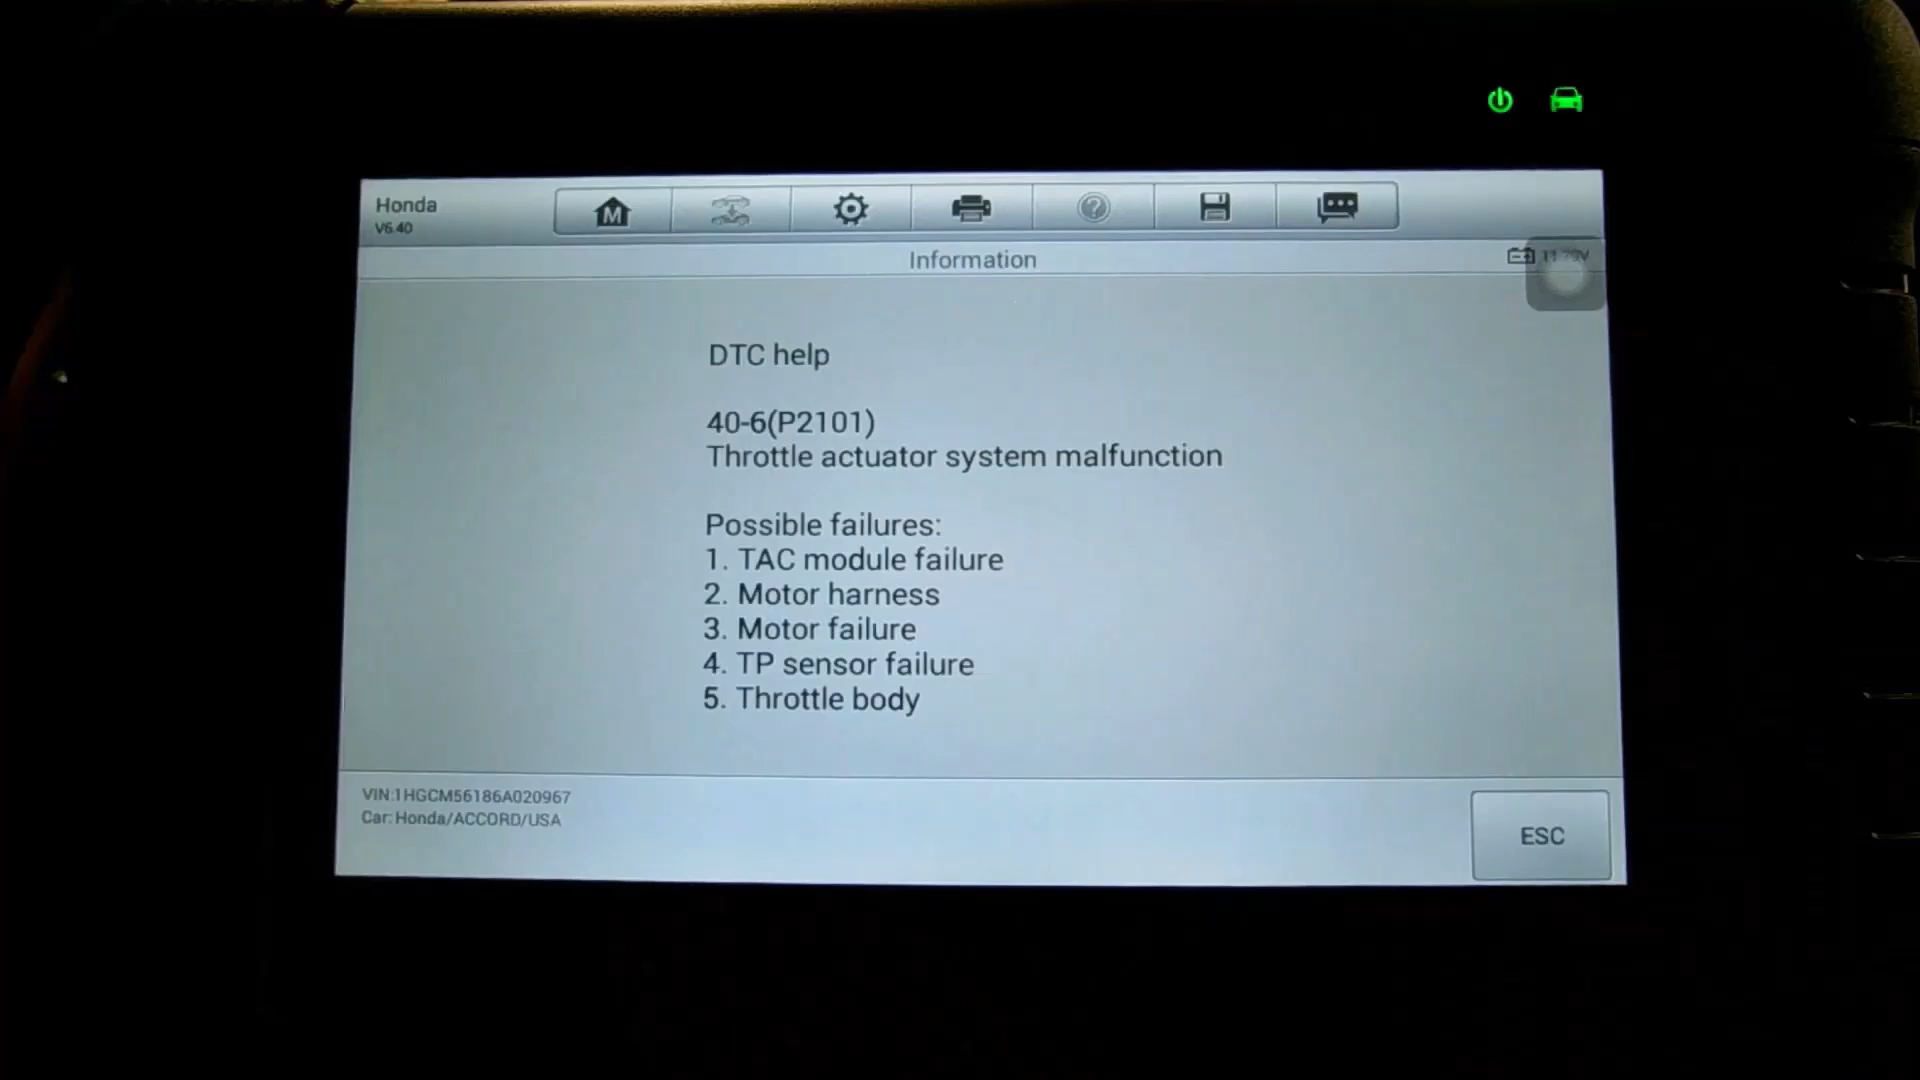 Honda
V6.40
M
Information
DTC help
40-6(P2101)
Throttle actuator system malfunction
Possible failures:
1. TAC module failure
2. Motor harness
3. Motor failure
4. TP sensor failure
5. Throttle body
VIN:1HGCM56186A020967
Car: Honda/ACCORD/USA
ESC